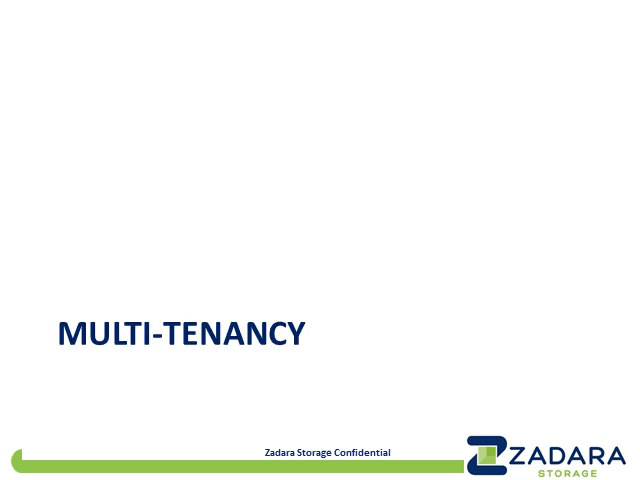 MULTI-TENANCY
Zadara Storage Confidential
ZADARA
STORAGE